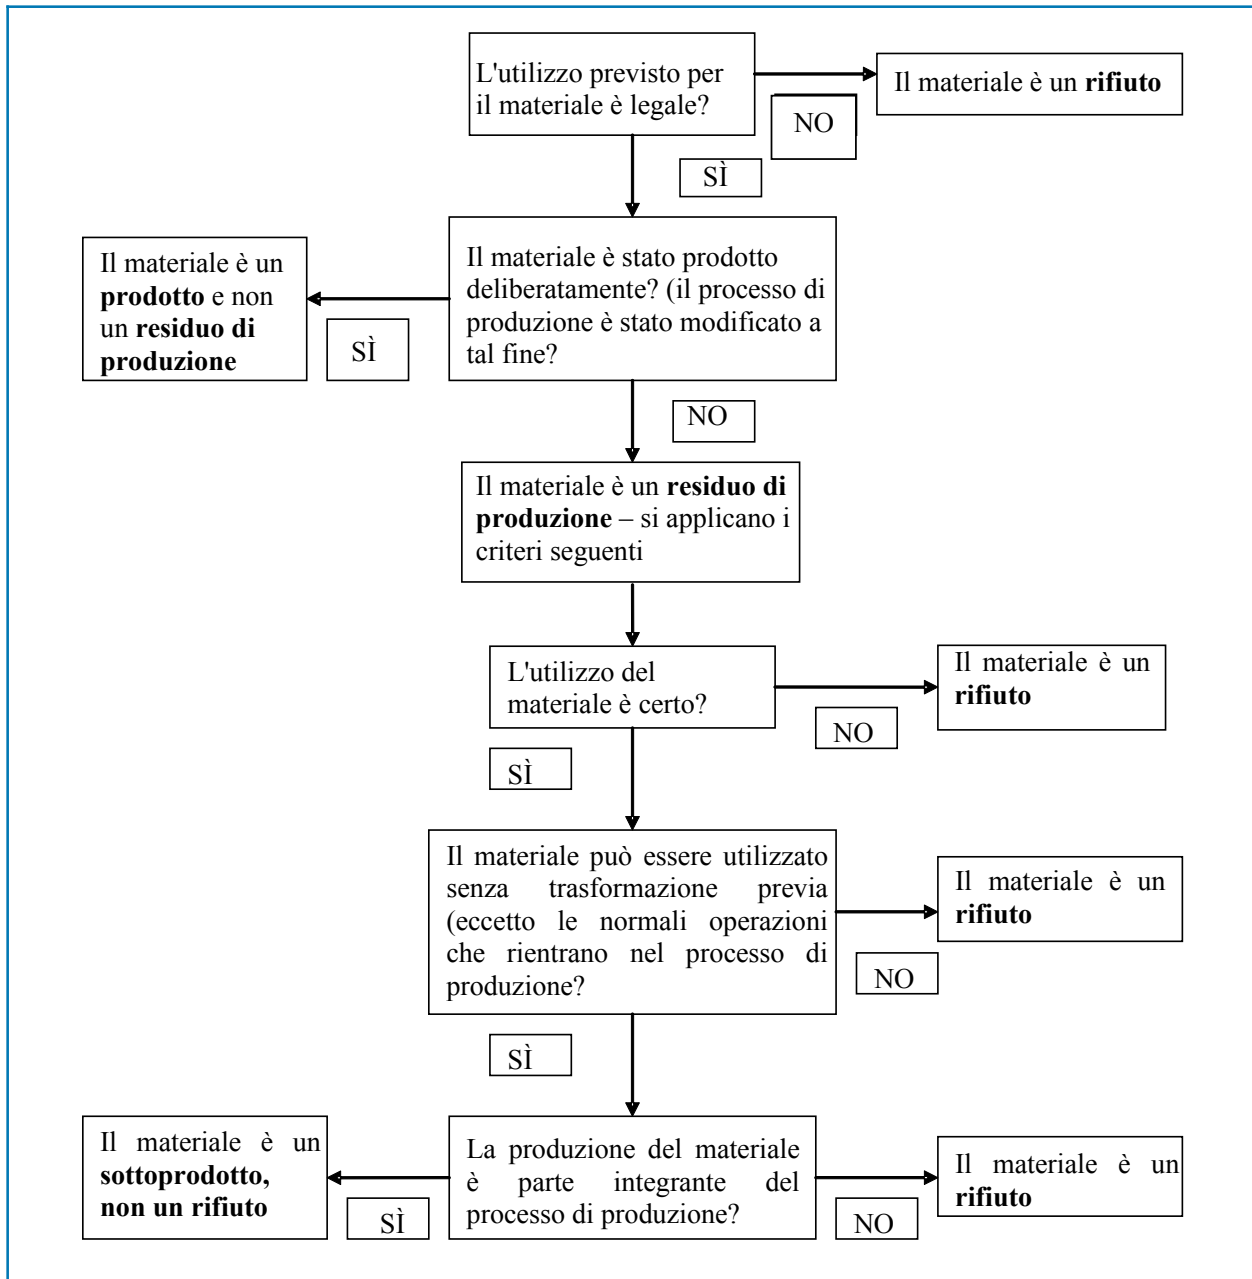 L'utilizzo previsto per
il materiale è legale?
Il materiale è un rifiuto
NO
SÌ
Il materiale è stato prodotto
deliberatamente? (il processo di
produzione è stato modificato a
tal fine?
Il materiale è un
prodotto e non
un residuo di
produzione
SÌ
NO
Il materiale è un residuo di
produzione – si applicano i
criteri seguenti
L'utilizzo del
materiale è certo?
Il materiale è un
rifiuto
NO
SÌ
Il materiale può essere utilizzato
senza trasformazione previa
(eccetto le normali operazioni
che rientrano nel processo di
produzione?
Il materiale è un
rifiuto
NO
SÌ
La produzione del materiale
è parte integrante del
processo di produzione?
Il materiale è un
sottoprodotto,
non un rifiuto
SÌ
Il materiale è un
rifiuto
NO